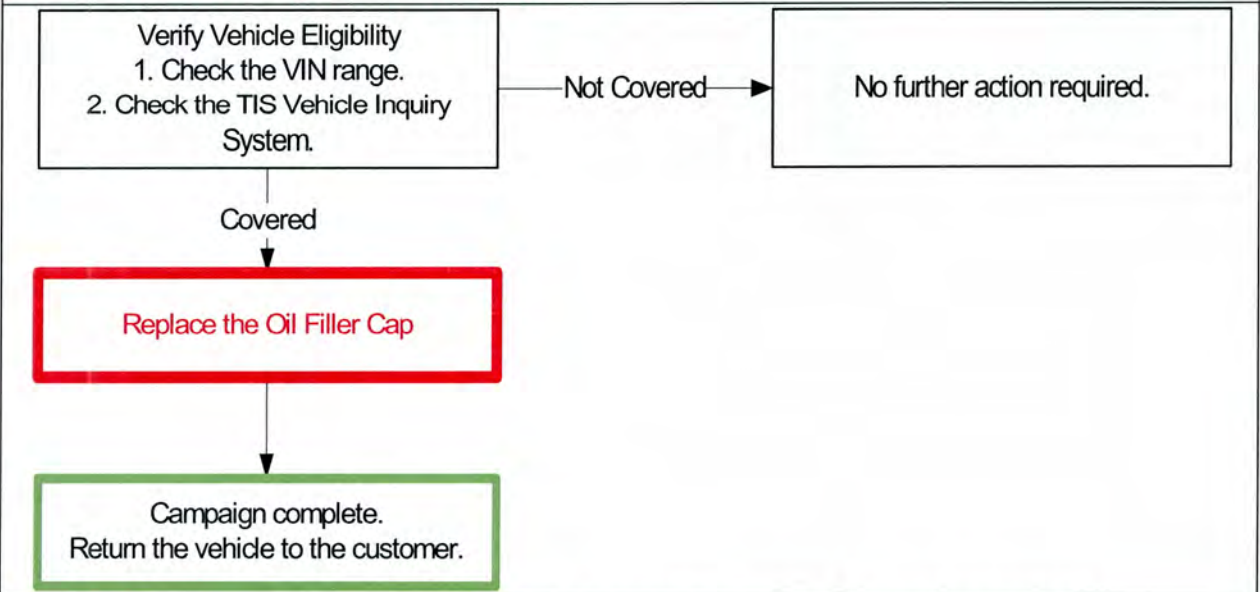 Verify Vehicle Eligibility
1. Check the VIN range.
2. Check the TIS Vehicle Inquiry
System.
Not Covered
No further action required.
Covered
Replace the Oil Filler Cap
Campaign complete.
Return the vehicle to the customer.